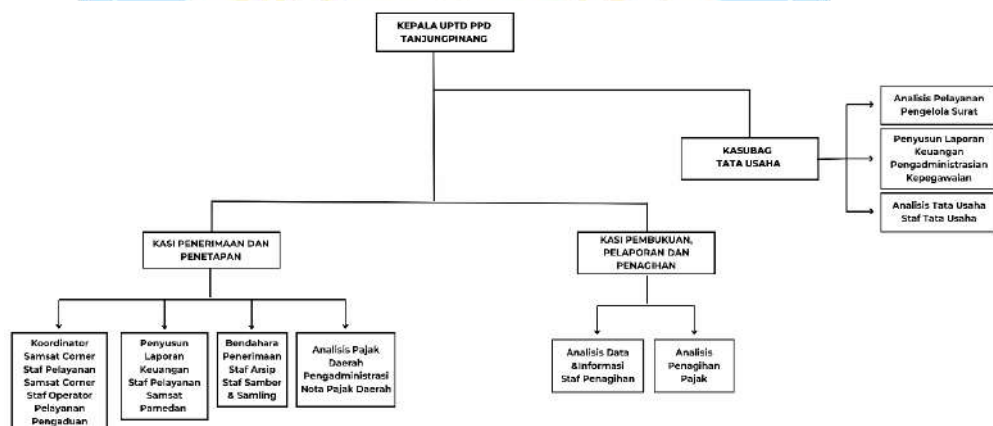 KEPALA UPTD PPD
TANJUNGPINANG
KASUBAG
TATA USAHA
Analisis Pelayanan
Pengelola Surat
Penyusun Laporan
Keuangan
Pengadministrasian
Kepegawaian
Analisis Tata Usaha
Staf Tata Usaha
KASI PENERIMAAN DAN
PENETAPAN
KASI PEMBUKUAN,
PELAPORAN DAN
PENAGIHAN
Koordinator
Samsat Corner
Staf Pelayanan
Samsat Corner
Staf Operator
Pelayanan
Pengaduan
Penyusun
Laporan
Keuangan
Staf Pelayanan
Samsat
Pamedan
Bendahara
Penerimaan
Staf Arsip
Staf Sambor
& Samling
Analisis Pajak
Daerah
Pengadministrasi
Nota Pajak Daerah
Analisis Data
&Informasi
Staf Penagihan
Analisis
Penagihan
Pajak